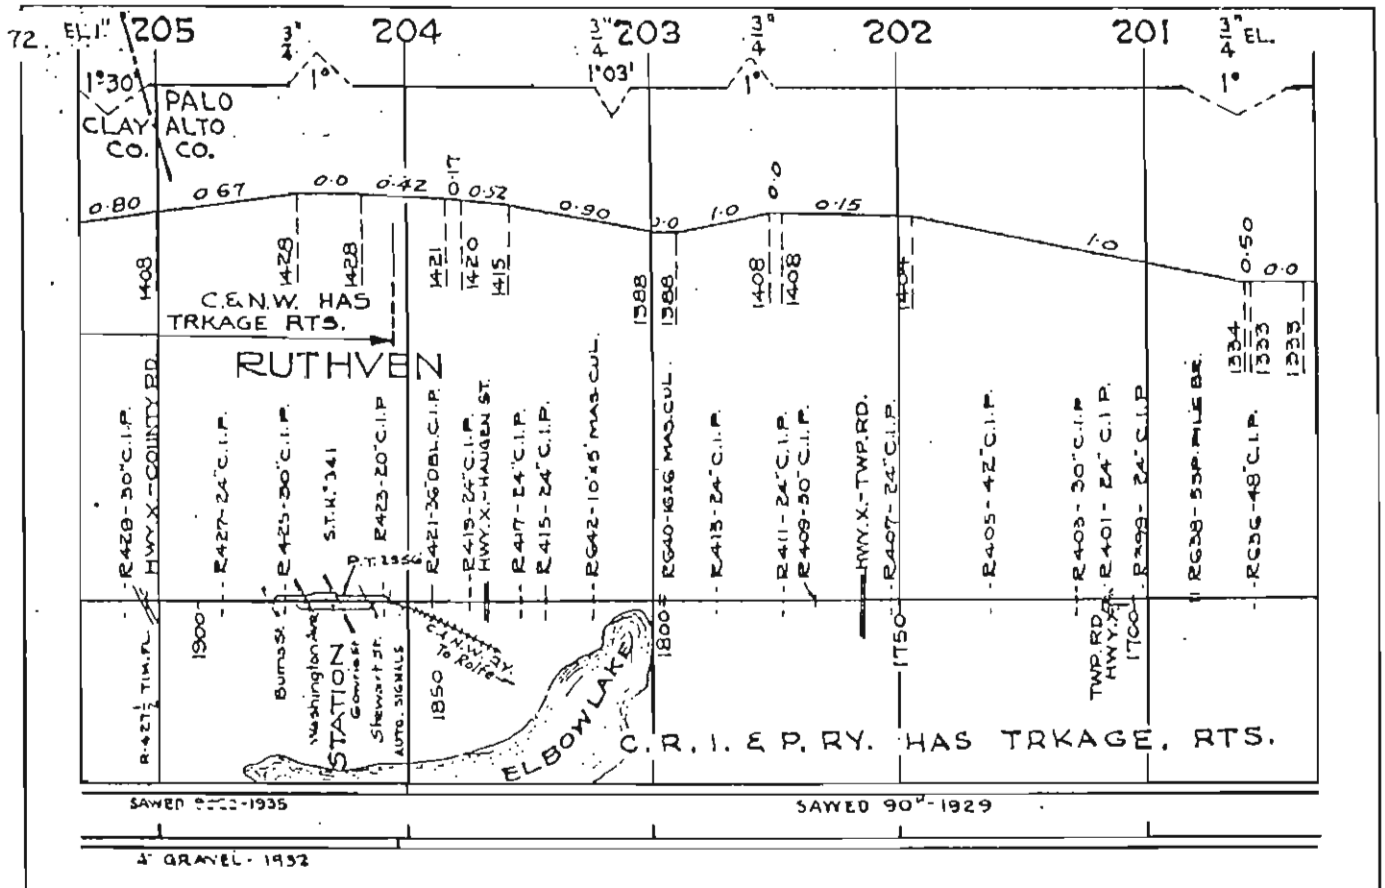 72.
EL 1" 205 3/4" 204 3/4" 203 3/4" 202 201 3/4" EL.
1°30' 1° 1°03' 1° 1°
PALO
CLAY ALTO
CO. CO.
0.80 0.67 0.0 0.42 0.17 0.52 0.90 0.0 1.0 0.0 0.15 1.0 0.50 0.0
1408 1428 1428 1421 1420 1415 1388 1388 1408 1408 1404 1334 1333 1333
C.& N.W. HAS
TRKAGE RTS.
RUTHVEN
R428-30"C.I.P.
HWY.X.-COUNTY RD.
R427-24"C.I.P.
R425-30"C.I.P.
S.T.K. 341
R423-20"C.I.P.
P.T. 2956
R421-36"DBL.C.I.P.
R419-24"C.I.P.
HWY.X.-HAUGEN ST.
R417-24"C.I.P.
R415-24"C.I.P.
R642-10'x5' MAS.CUL.
R640-16x16 MAS.CUL.
R413-24"C.I.P.
R411-24"C.I.P.
R409-30"C.I.P.
HWY.X.-TWP.RD.
R407-24"C.I.P.
R405-42"C.I.P.
R403-30"C.I.P
R401-24"C.I.P
R399-24"C.I.P
R638-55P. PILE BR.
R636-48"C.I.P.
R-427½ TIM.FL.
1900
Burns St.
Washington Ave.
STATION
Gowrie St
Stewart St.
AUTO. SIGNALS
1850
C.& N.W. RY.
To Rolfe
ELBOW LAKE
1800
1750
TWP. RD.
HWY.X.
1700
C.R.I. & P. RY. HAS TRKAGE. RTS.
SAWED -1935
SAWED 90#-1929
4" GRAVEL-1932